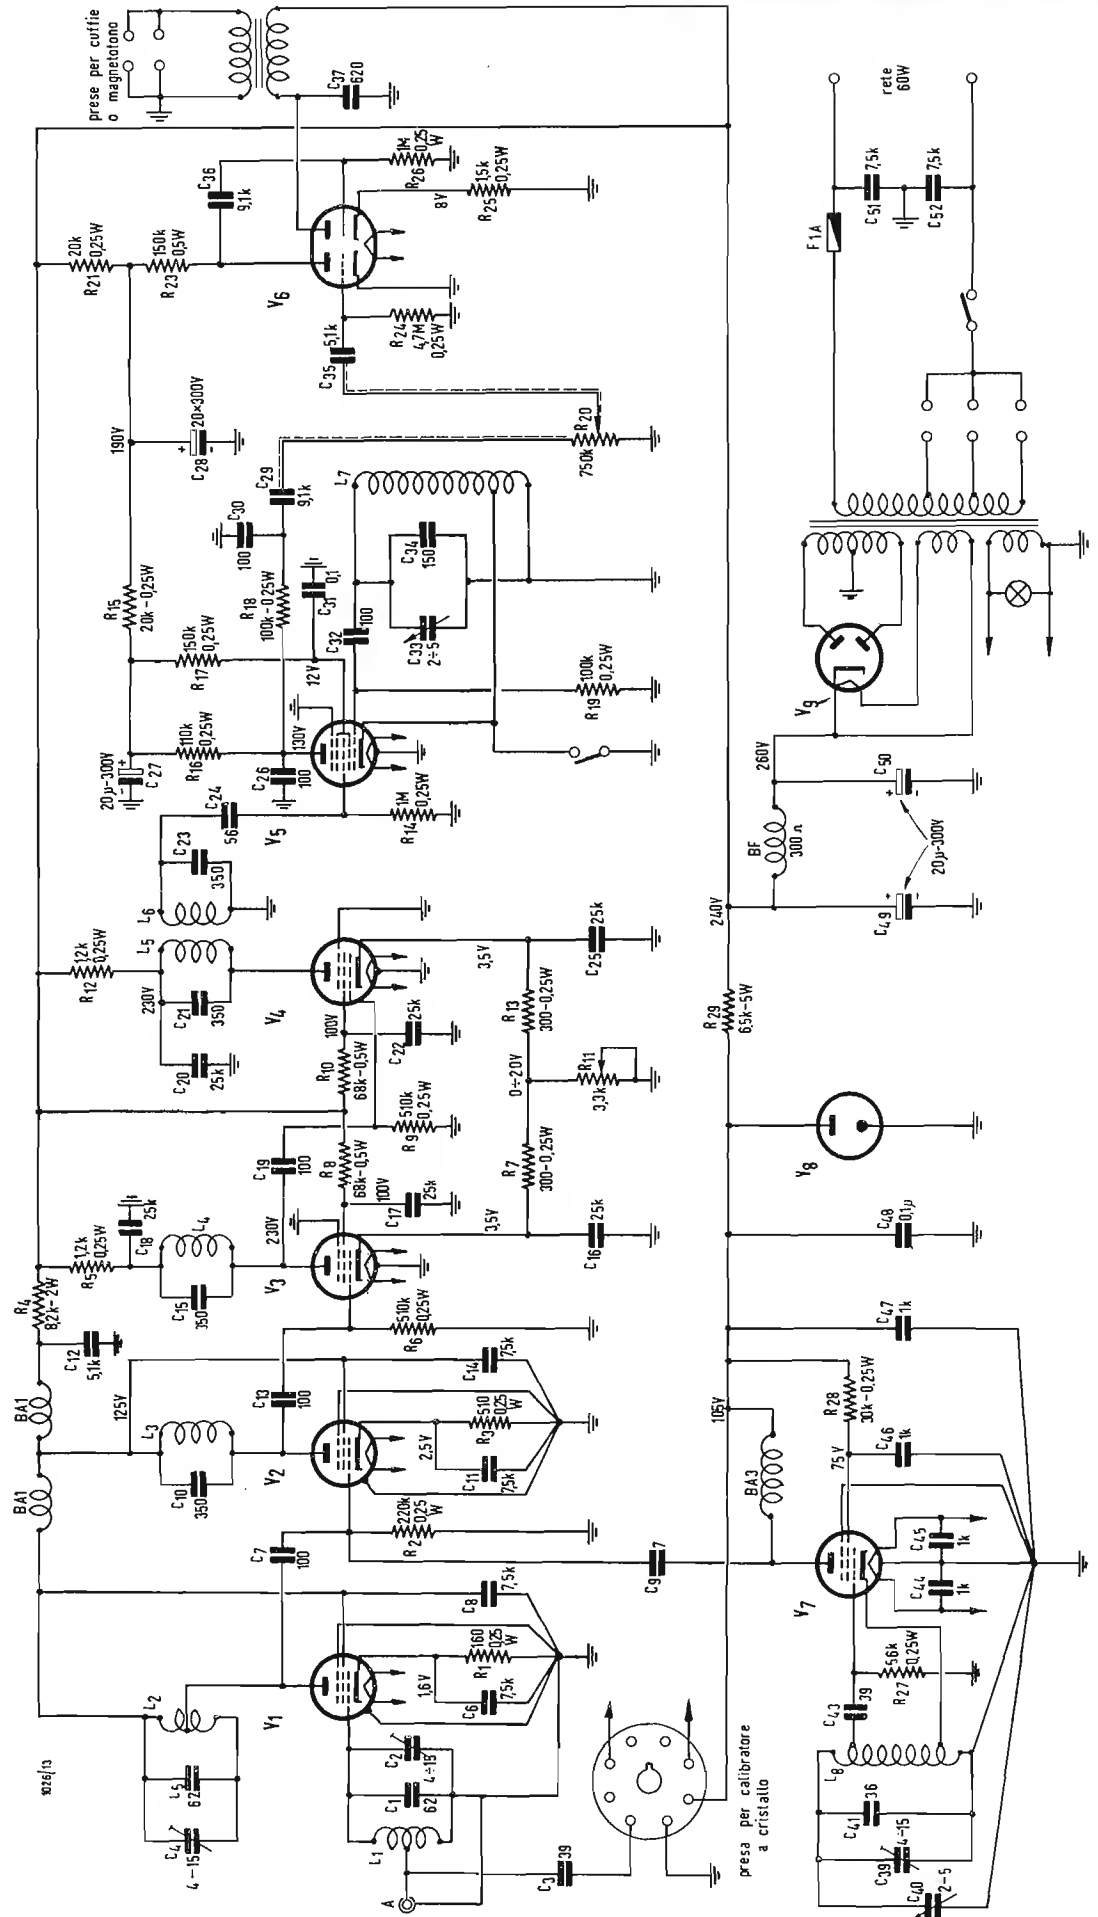 1026/13
C4
4-15
L5
62
L2
A
L1
C1
62
C2
4÷15
C3
39
V1
1,6V
C6
7,5k
R1
160
0,25
W
C8
7,5k
C7
100
BA1
BA1
C10
350
L3
125V
V2
R2
220k
0,25
W
2,5V
C11
7,5k
R3
510
0,25
W
C14
7,5k
C13
100
C12
5,1k
R4
8,2k-2W
R5
1,2k
0,25W
C18
25k
C15
350
L4
230V
V3
R6
510k
0,25W
C19
100
R8
68k-0,5W
100V
C17
25k
3,5V
C16
25k
R7
300-0,25W
R9
510k
0,25W
R10
68k-0,5W
100V
C22
25k
0÷20V
R11
3,3k
R13
300-0,25W
3,5V
C25
25k
V4
C20
25k
C21
350
230V
R12
1,2k
0,25W
L5
L6
C23
350
C24
56
V5
R14
1M
0,25W
20µ-300V
C27
R16
110k
0,25W
C26
100
130V
R17
150k
0,25W
12V
R15
20k-0,25W
R18
100k-0,25W
C31
0,1
C30
100
C29
9,1k
C32
100
C33
2÷5
C34
150
L7
R19
100k
0,25W
R20
750k
190V
C28
20×300V
C35
5,1k
R24
4,7M
0,25W
V6
R21
20k
0,25W
R23
150k
0,5W
C36
9,1k
8V
R25
1,5k
0,25W
R26
1M
0,25
W
C37
620
prese per cuffie
o magnetofono
presa per calibratore
a cristallo
C9
7
BA3
105V
C40
2-5
C39
4-15
C41
36
L8
C43
39
R27
56k
0,25W
V7
C44
1k
C45
1k
75V
C46
1k
R28
30k-0,25W
C47
1k
C48
0,1µ
V8
R29
6,5k-5W
240V
C49
20µ-300V
BF
300 Ω
260V
C50
V9
F1A
C51
7,5k
C52
7,5k
rete
60W